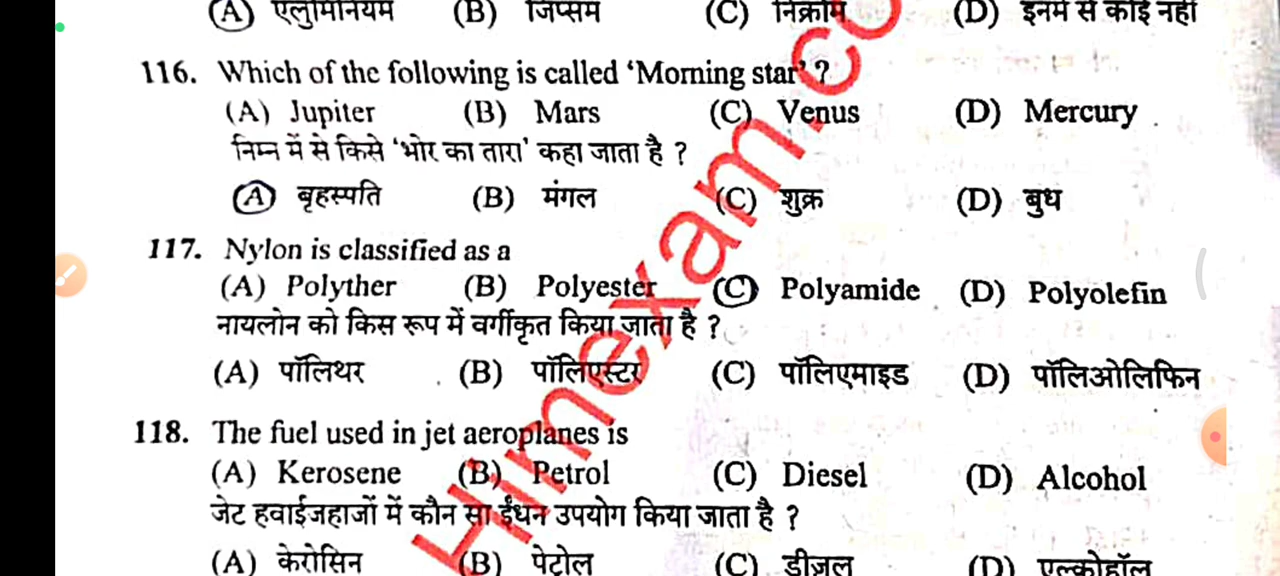 (A) एलुमिनियम (B) जिप्सम (C) निक्रोम (D) इनमें से कोई नहीं
116. Which of the following is called ‘Morning star’ ?
(A) Jupiter (B) Mars (C) Venus (D) Mercury
निम्न में से किसे ‘भोर का तारा’ कहा जाता है ?
(A) बृहस्पति (B) मंगल (C) शुक्र (D) बुध
117. Nylon is classified as a
(A) Polyther (B) Polyester (C) Polyamide (D) Polyolefin
नायलोन को किस रूप में वर्गीकृत किया जाता है ?
(A) पॉलिथर (B) पॉलिएस्टर (C) पॉलिएमाइड (D) पॉलिओलिफिन
118. The fuel used in jet aeroplanes is
(A) Kerosene (B) Petrol (C) Diesel (D) Alcohol
जेट हवाईजहाजों में कौन सा ईंधन उपयोग किया जाता है ?
(A) केरोसिन (B) पेट्रोल (C) डीज़ल (D) एल्कोहॉल
Himexam.co